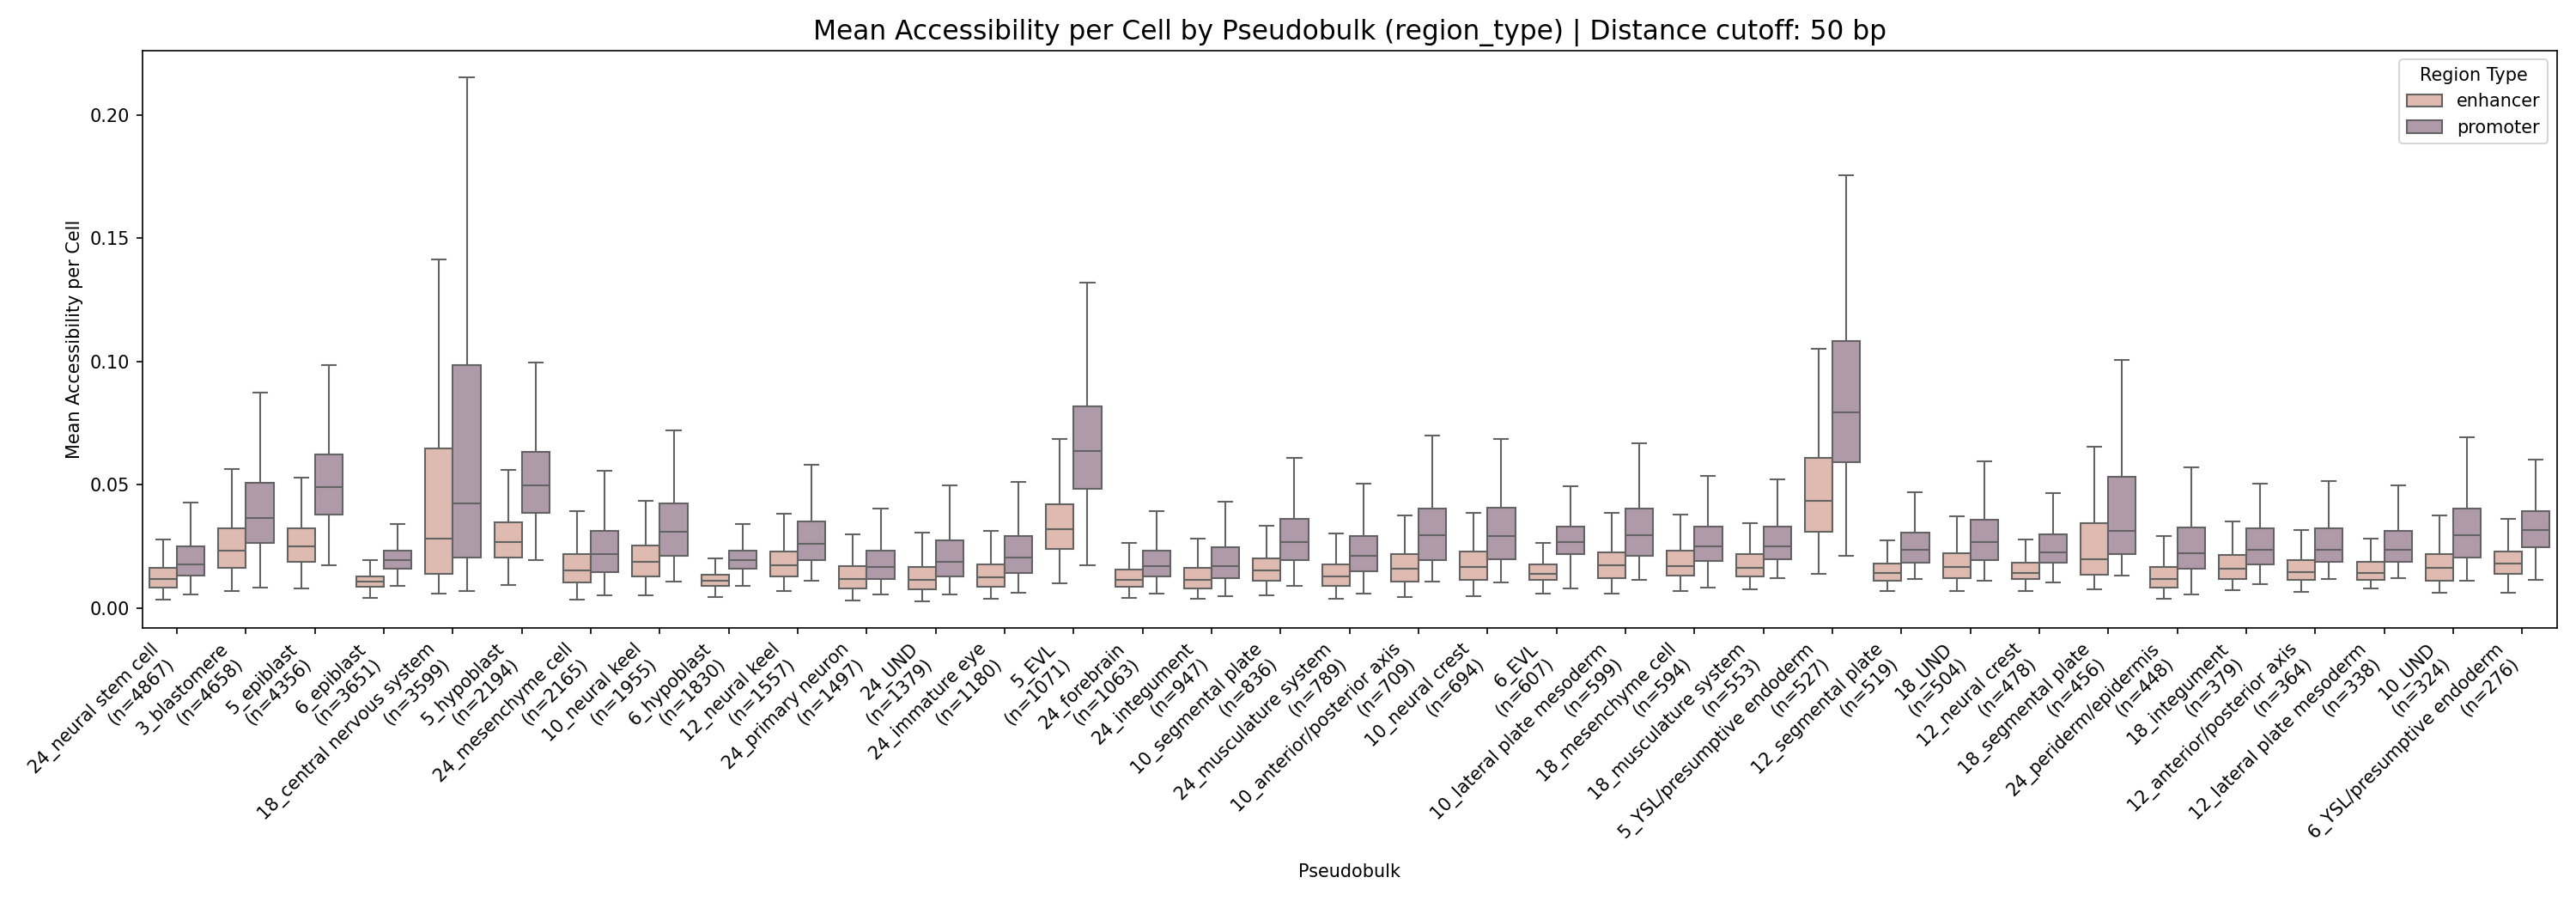 Mean Accessibility per Cell by Pseudobulk (region_type) | Distance cutoff: 50 bp
Mean Accessibility per Cell
0.20
0.15
0.10
0.05
0.00
Region Type
enhancer
promoter
24_neural stem cell
(n=4867)
3_blastomere
(n=4658)
5_epiblast
(n=4356)
6_epiblast
(n=3651)
18_central nervous system
(n=3599)
5_hypoblast
(n=2194)
24_mesenchyme cell
(n=2165)
10_neural keel
(n=1955)
6_hypoblast
(n=1830)
12_neural keel
(n=1557)
24_primary neuron
(n=1497)
24_UND
(n=1379)
24_immature eye
(n=1180)
5_EVL
(n=1071)
24_forebrain
(n=1063)
24_integument
(n=947)
10_segmental plate
(n=836)
24_musculature system
(n=789)
10_anterior/posterior axis
(n=709)
10_neural crest
(n=694)
6_EVL
(n=607)
10_lateral plate mesoderm
(n=599)
18_mesenchyme cell
(n=594)
18_musculature system
(n=553)
5_YSL/presumptive endoderm
(n=527)
12_segmental plate
(n=519)
18_UND
(n=504)
12_neural crest
(n=478)
18_segmental plate
(n=456)
24_periderm/epidermis
(n=448)
18_integument
(n=379)
12_anterior/posterior axis
(n=364)
12_lateral plate mesoderm
(n=338)
10_UND
(n=324)
6_YSL/presumptive endoderm
(n=276)
Pseudobulk